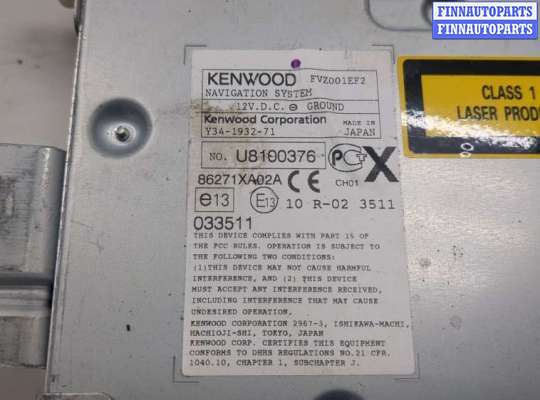 FINNAUTOPARTS
FINNAUTOPARTS
KENWOOD FVZ001EF2
NAVIGATION SYSTEM
12V.D.C. ⊖ GROUND
Kenwood Corporation MADE IN
Y34-1932-71 JAPAN
NO. U8100376
86271XA02A CE CH01 X
e13 E13 10 R-02 3511
033511
THIS DEVICE COMPLIES WITH PART 15 OF
THE FCC RULES. OPERATION IS SUBJECT TO
THE FOLLOWING TWO CONDITIONS:
(1)THIS DEVICE MAY NOT CAUSE HARMFUL
INTERFERENCE, AND (2) THIS DEVICE
MUST ACCEPT ANY INTERFERENCE RECEIVED,
INCLUDING INTERFERENCE THAT MAY CAUSE
UNDESIRED OPERATION.
KENWOOD CORPORATION 2967-3, ISHIKAWA-MACHI,
HACHIOJI-SHI, TOKYO, JAPAN
KENWOOD CORP. CERTIFIES THIS EQUIPMENT
CONFORMS TO DHHS REGULATIONS NO.21 CFR.
1040.10, CHAPTER 1, SUBCHAPTER J.
CLASS 1
LASER PROD
FINNAUTOPARTS
FINNAUTOPARTS